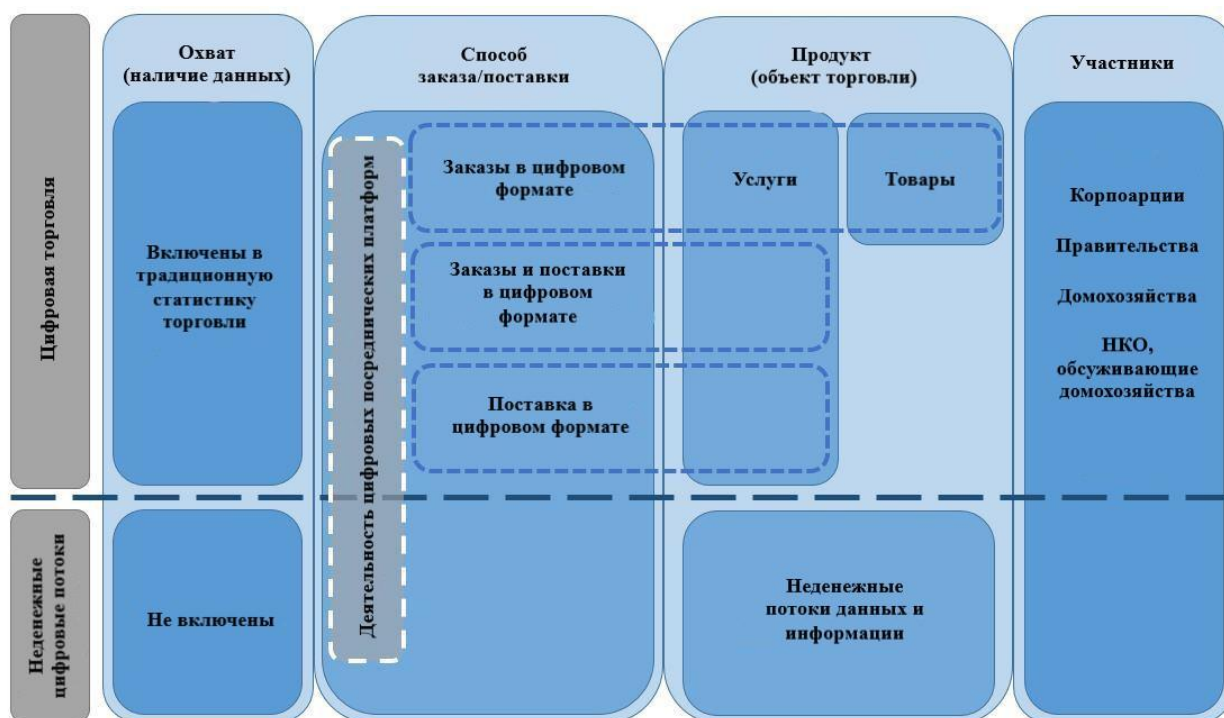 Охват
(наличие данных)
Способ
заказа/поставки
Продукт
(объект торговли)
Участники
Цифровая торговля
Включены в
традиционную
статистику
торговли
Деятельность цифровых посреднических платформ
Заказы в цифровом
формате
Услуги
Товары
Заказы и поставки
в цифровом
формате
Поставка в
цифровом формате
Корпоарции
Правительства
Домохозяйства
НКО,
обсуживающие
домохозяйства
Неденежные
цифровые потоки
Не включены
Неденежные
потоки данных и
информации